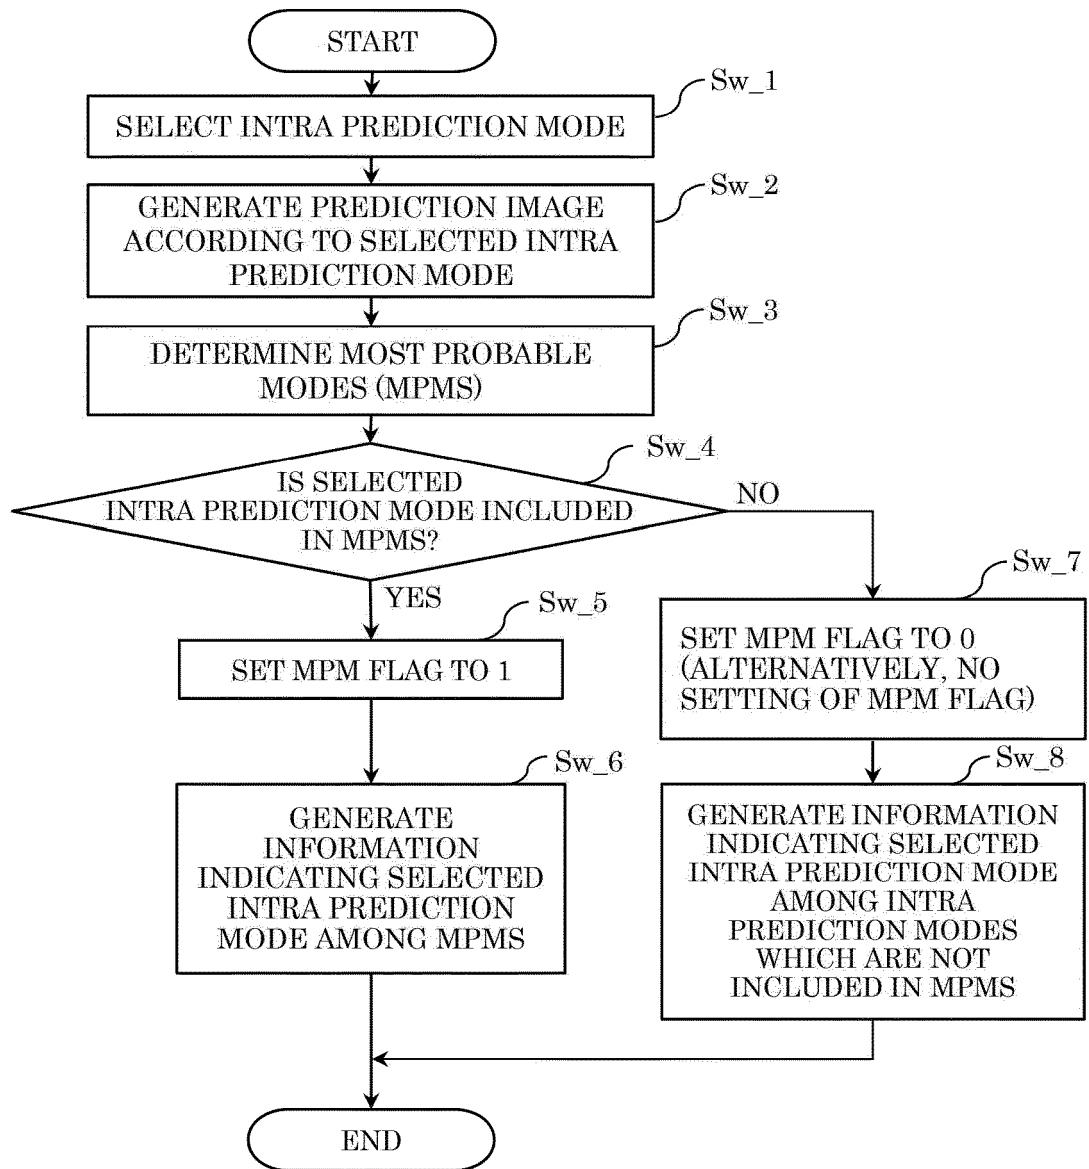 START
Sw_1
SELECT INTRA PREDICTION MODE
Sw_2
GENERATE PREDICTION IMAGE
ACCORDING TO SELECTED INTRA
PREDICTION MODE
Sw_3
DETERMINE MOST PROBABLE
MODES (MPMS)
Sw_4
IS SELECTED
INTRA PREDICTION MODE INCLUDED
IN MPMS?
NO
YES
Sw_5
SET MPM FLAG TO 1
Sw_6
GENERATE
INFORMATION
INDICATING SELECTED
INTRA PREDICTION
MODE AMONG MPMS
Sw_7
SET MPM FLAG TO 0
(ALTERNATIVELY, NO
SETTING OF MPM FLAG)
Sw_8
GENERATE INFORMATION
INDICATING SELECTED
INTRA PREDICTION MODE
AMONG INTRA
PREDICTION MODES
WHICH ARE NOT
INCLUDED IN MPMS
END